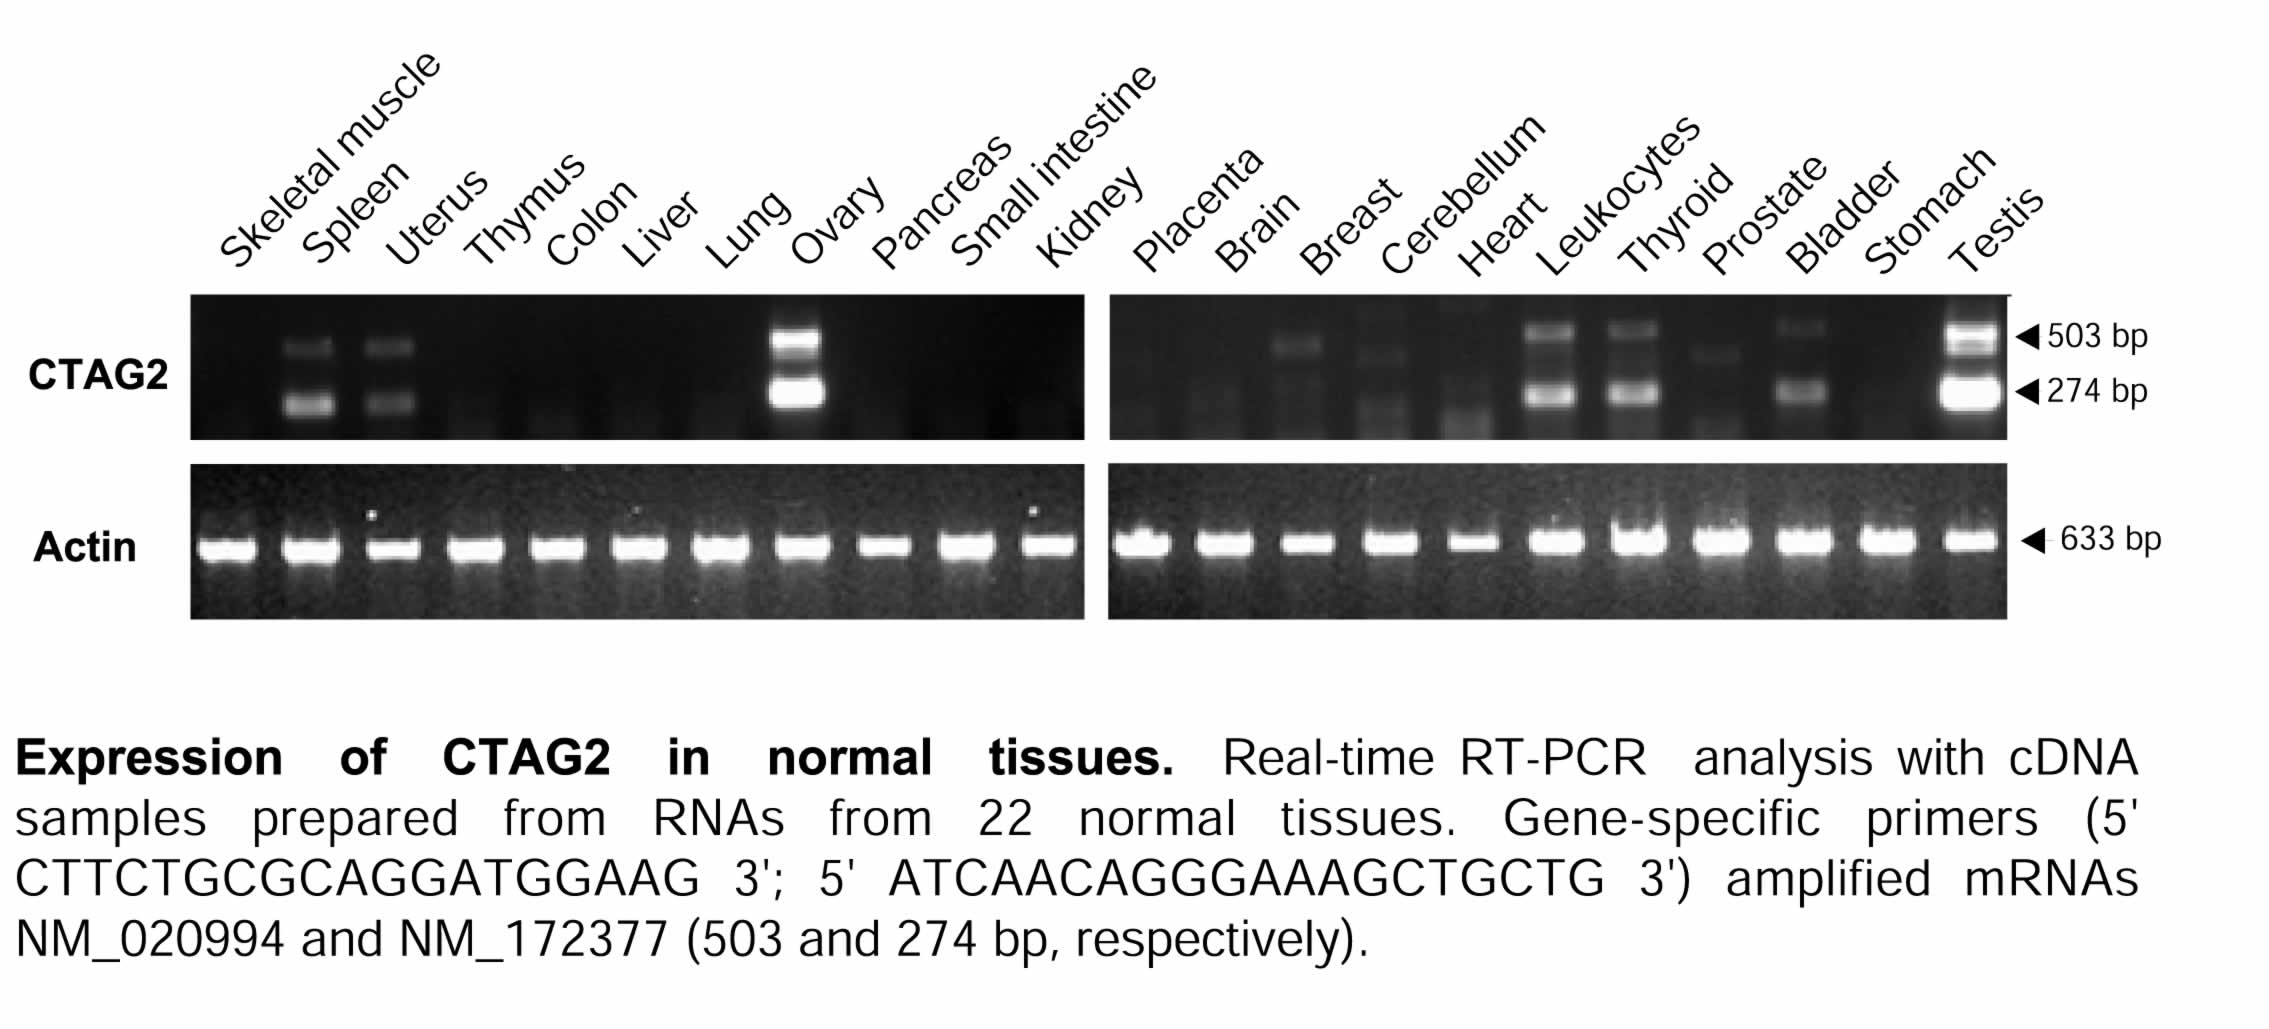 Skeletal muscle
Spleen
Uterus
Thymus
Colon
Liver
Lung
Ovary
Pancreas
Small intestine
Kidney
Placenta
Brain
Breast
Cerebellum
Heart
Leukocytes
Thyroid
Prostate
Bladder
Stomach
Testis
CTAG2
503 bp
274 bp
Actin
633 bp
Expression of CTAG2 in normal tissues. Real-time RT-PCR analysis with cDNA
samples prepared from RNAs from 22 normal tissues. Gene-specific primers (5'
CTTCTGCGCAGGATGGAAG 3'; 5' ATCAACAGGGAAAGCTGCTG 3') amplified mRNAs
NM_020994 and NM_172377 (503 and 274 bp, respectively).